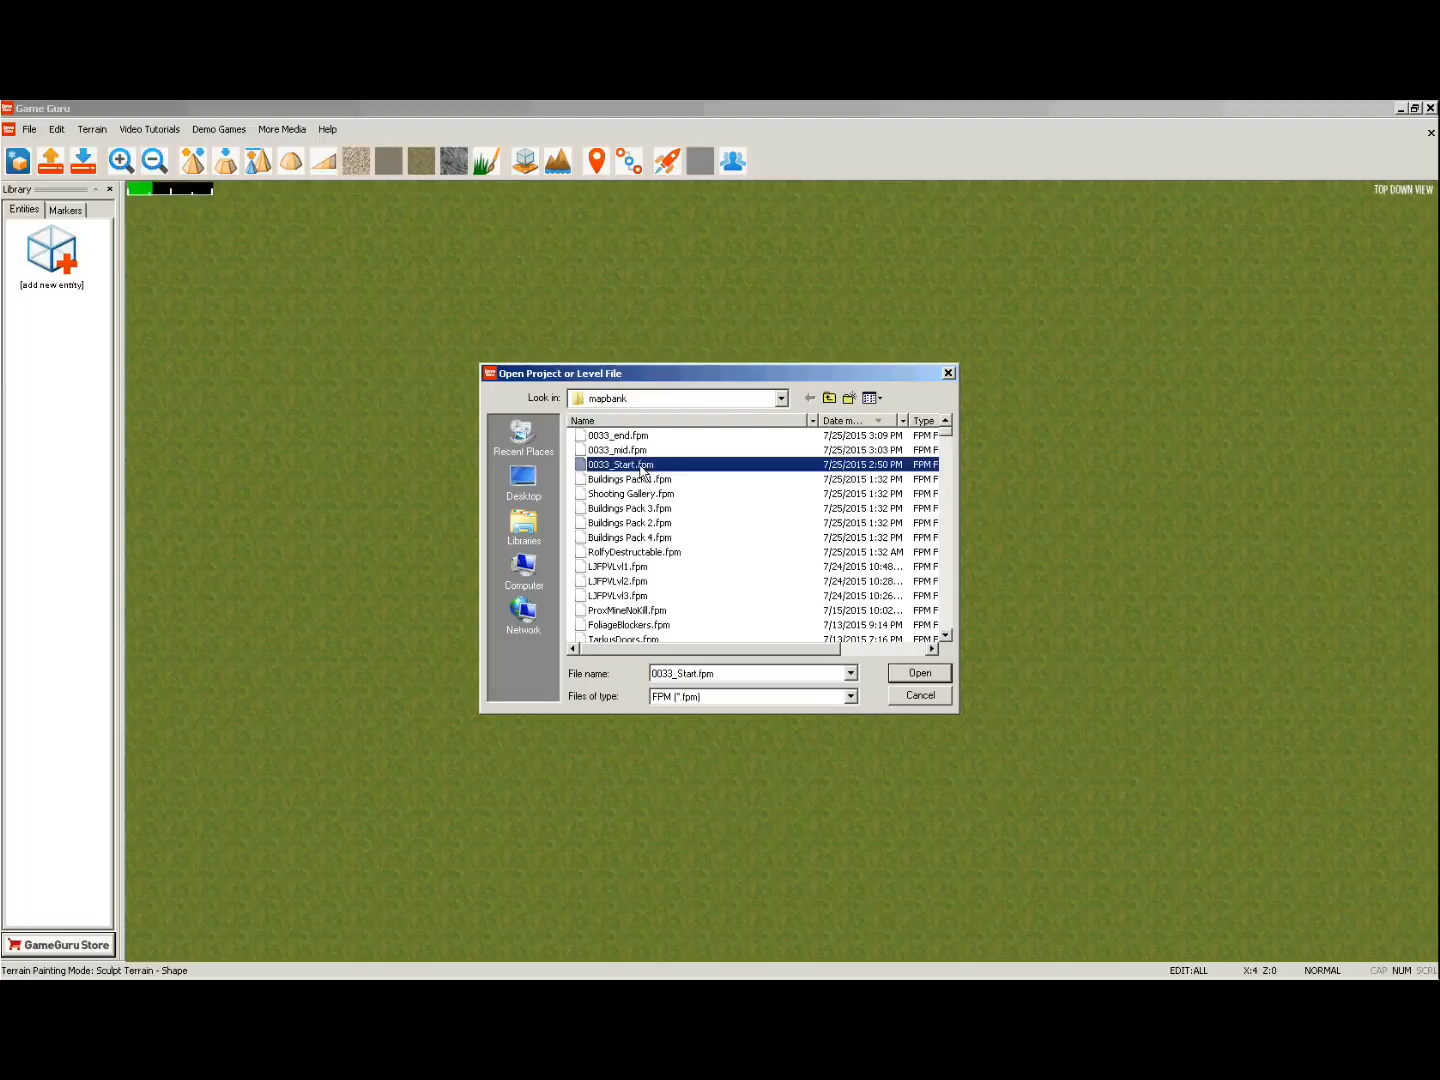 Game Guru
File Edit Terrain Video Tutorials Demo Games More Media Help
Library
Entities Markers
TOP DOWN VIEW
[add new entity]
Open Project or Level File
Look in: mapbank
Name Date m... Type
Recent Places
Desktop
Libraries
Computer
Network
0033_end.fpm 7/25/2015 3:09 PM FPM F
0033_mid.fpm 7/25/2015 3:03 PM FPM F
0033_Start.fpm 7/25/2015 2:50 PM FPM F
Buildings Pack 1.fpm 7/25/2015 1:32 PM FPM F
Shooting Gallery.fpm 7/25/2015 1:32 PM FPM F
Buildings Pack 3.fpm 7/25/2015 1:32 PM FPM F
Buildings Pack 2.fpm 7/25/2015 1:32 PM FPM F
Buildings Pack 4.fpm 7/25/2015 1:32 PM FPM F
RolfyDestructable.fpm 7/25/2015 1:32 AM FPM F
LJFPVLvl1.fpm 7/24/2015 10:48... FPM F
LJFPVLvl2.fpm 7/24/2015 10:28... FPM F
LJFPVLvl3.fpm 7/24/2015 10:26... FPM F
ProxMineNoKill.fpm 7/15/2015 10:02... FPM F
FoliageBlockers.fpm 7/13/2015 9:14 PM FPM F
TarkusDoors.fpm 7/13/2015 7:16 PM FPM F
File name: 0033_Start.fpm Open
Files of type: FPM (*.fpm) Cancel
GameGuru Store
Terrain Painting Mode: Sculpt Terrain - Shape EDIT:ALL X:4 Z:0 NORMAL CAP NUM SCRL